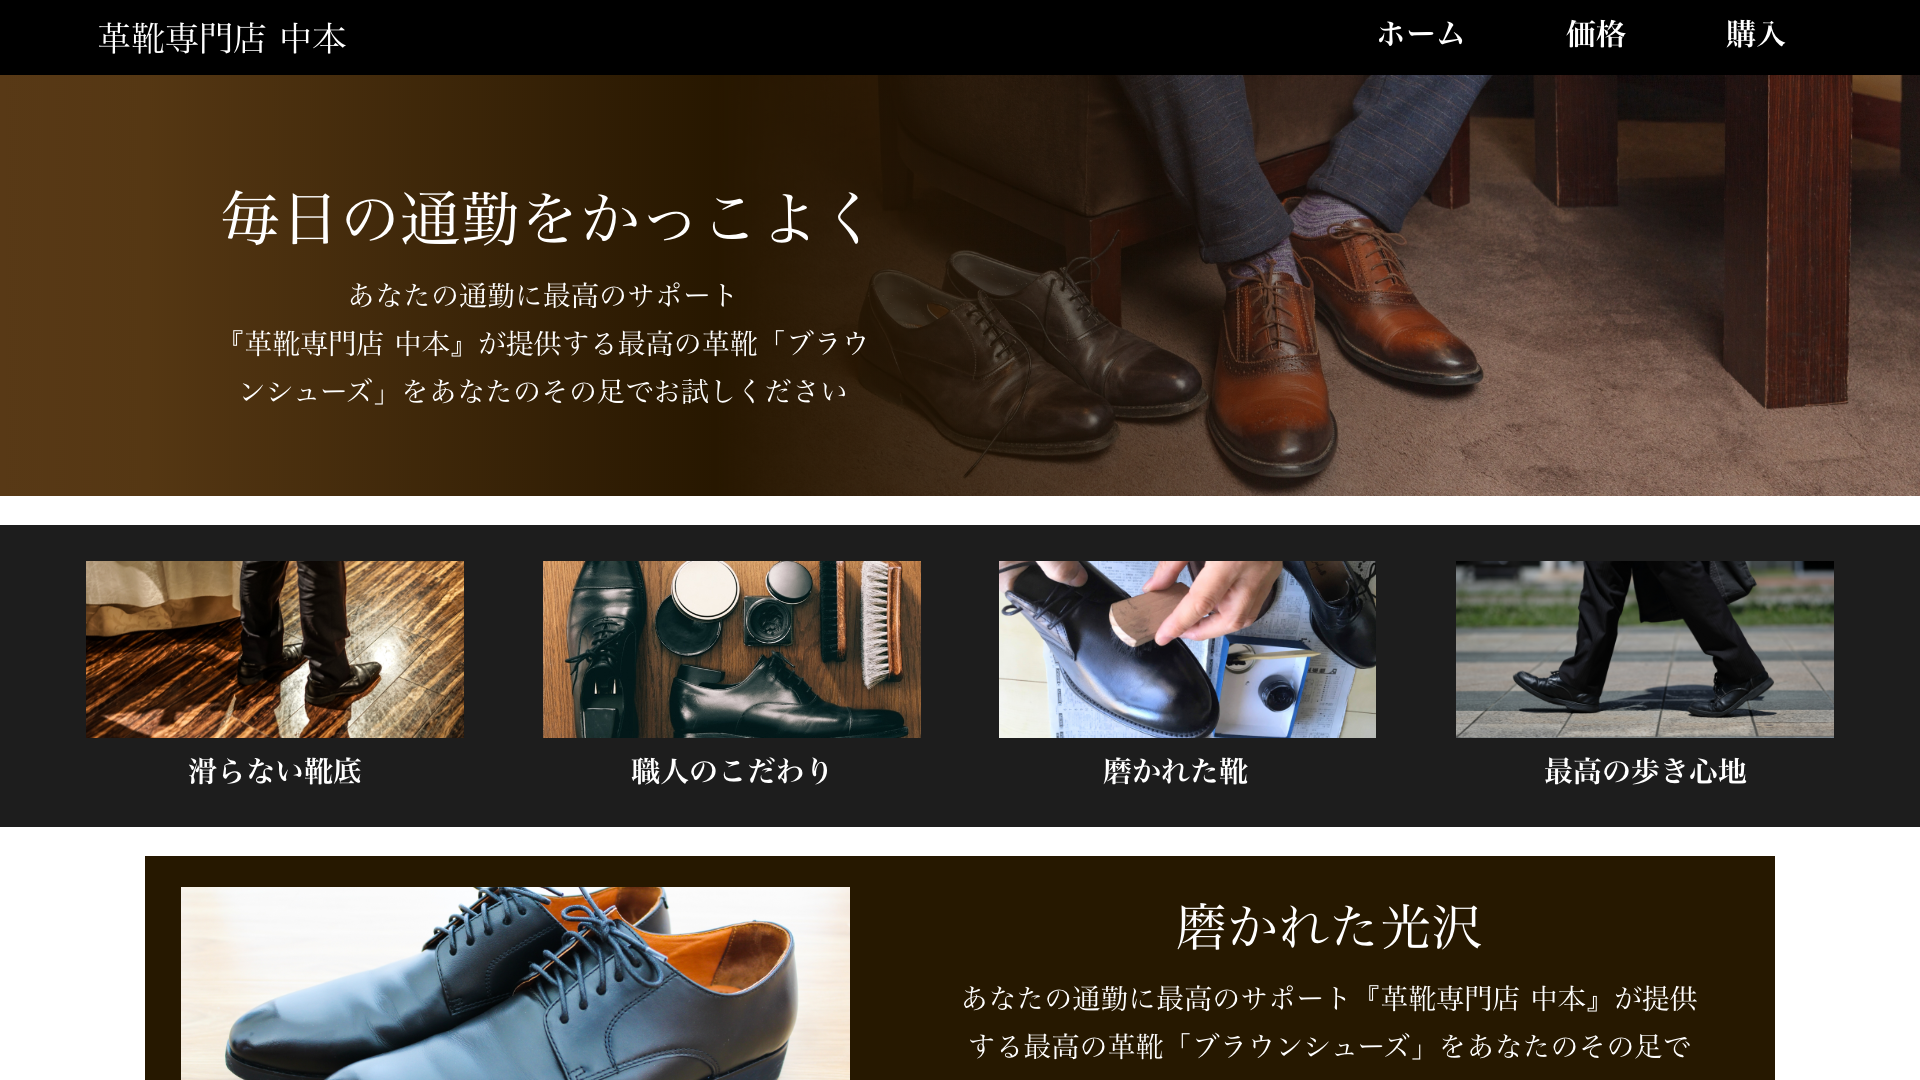 革靴専門店 中本
ホーム
価格
購入
毎日の通勤をかっこよく
あなたの通勤に最高のサポート
『革靴専門店 中本』が提供する最高の革靴「ブラウ
ンシューズ」をあなたのその足でお試しください
滑らない靴底
職人のこだわり
磨かれた靴
最高の歩き心地
磨かれた光沢
あなたの通勤に最高のサポート『革靴専門店 中本』が提供
する最高の革靴「ブラウンシューズ」をあなたのその足で